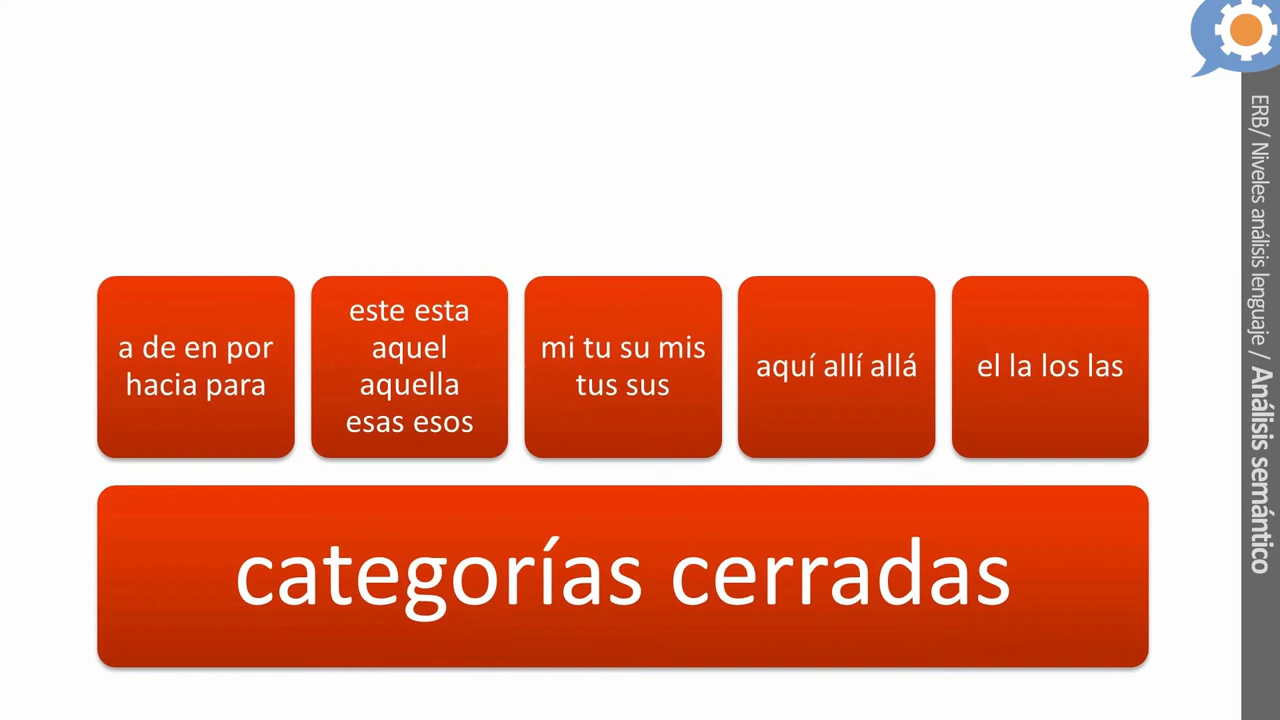 a de en por
hacia para
este esta
aquel
aquella
esas esos
mi tu su mis
tus sus
aquí allí allá
el la los las
categorías cerradas
ERB/ Niveles análisis lenguaje / Análisis semántico